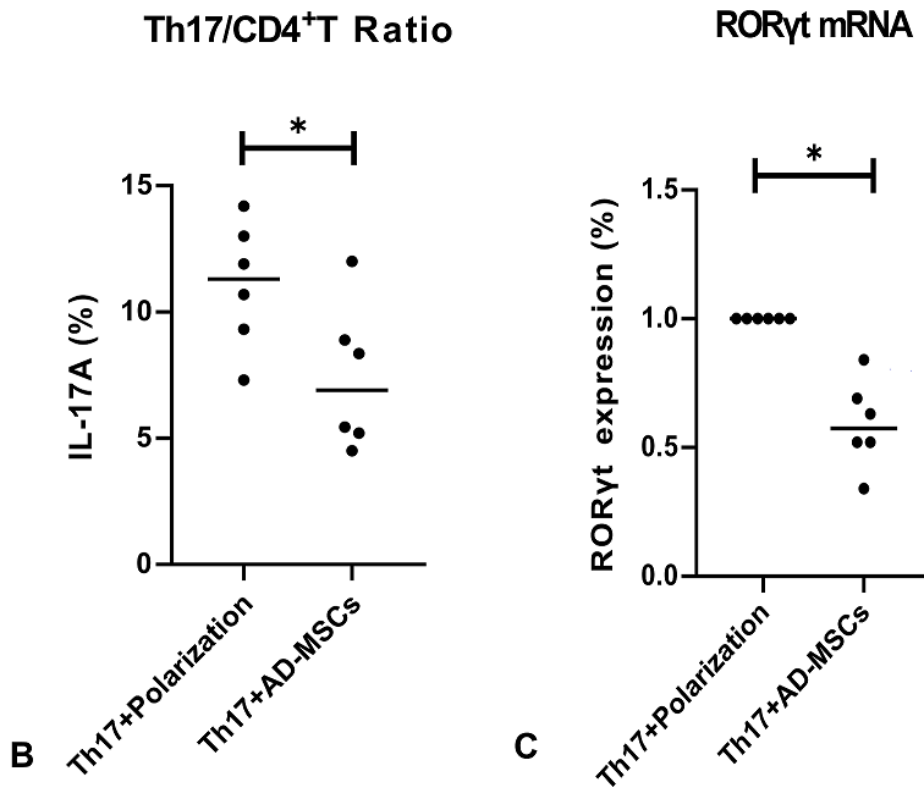 Th17/CD4⁺T Ratio
*
15
10
5
0
IL-17A (%)
Th17+Polarization
Th17+AD-MSCs
B
RORγt mRNA
*
1.5
1.0
0.5
0.0
RORγt expression (%)
Th17+Polarization
Th17+AD-MSCs
C